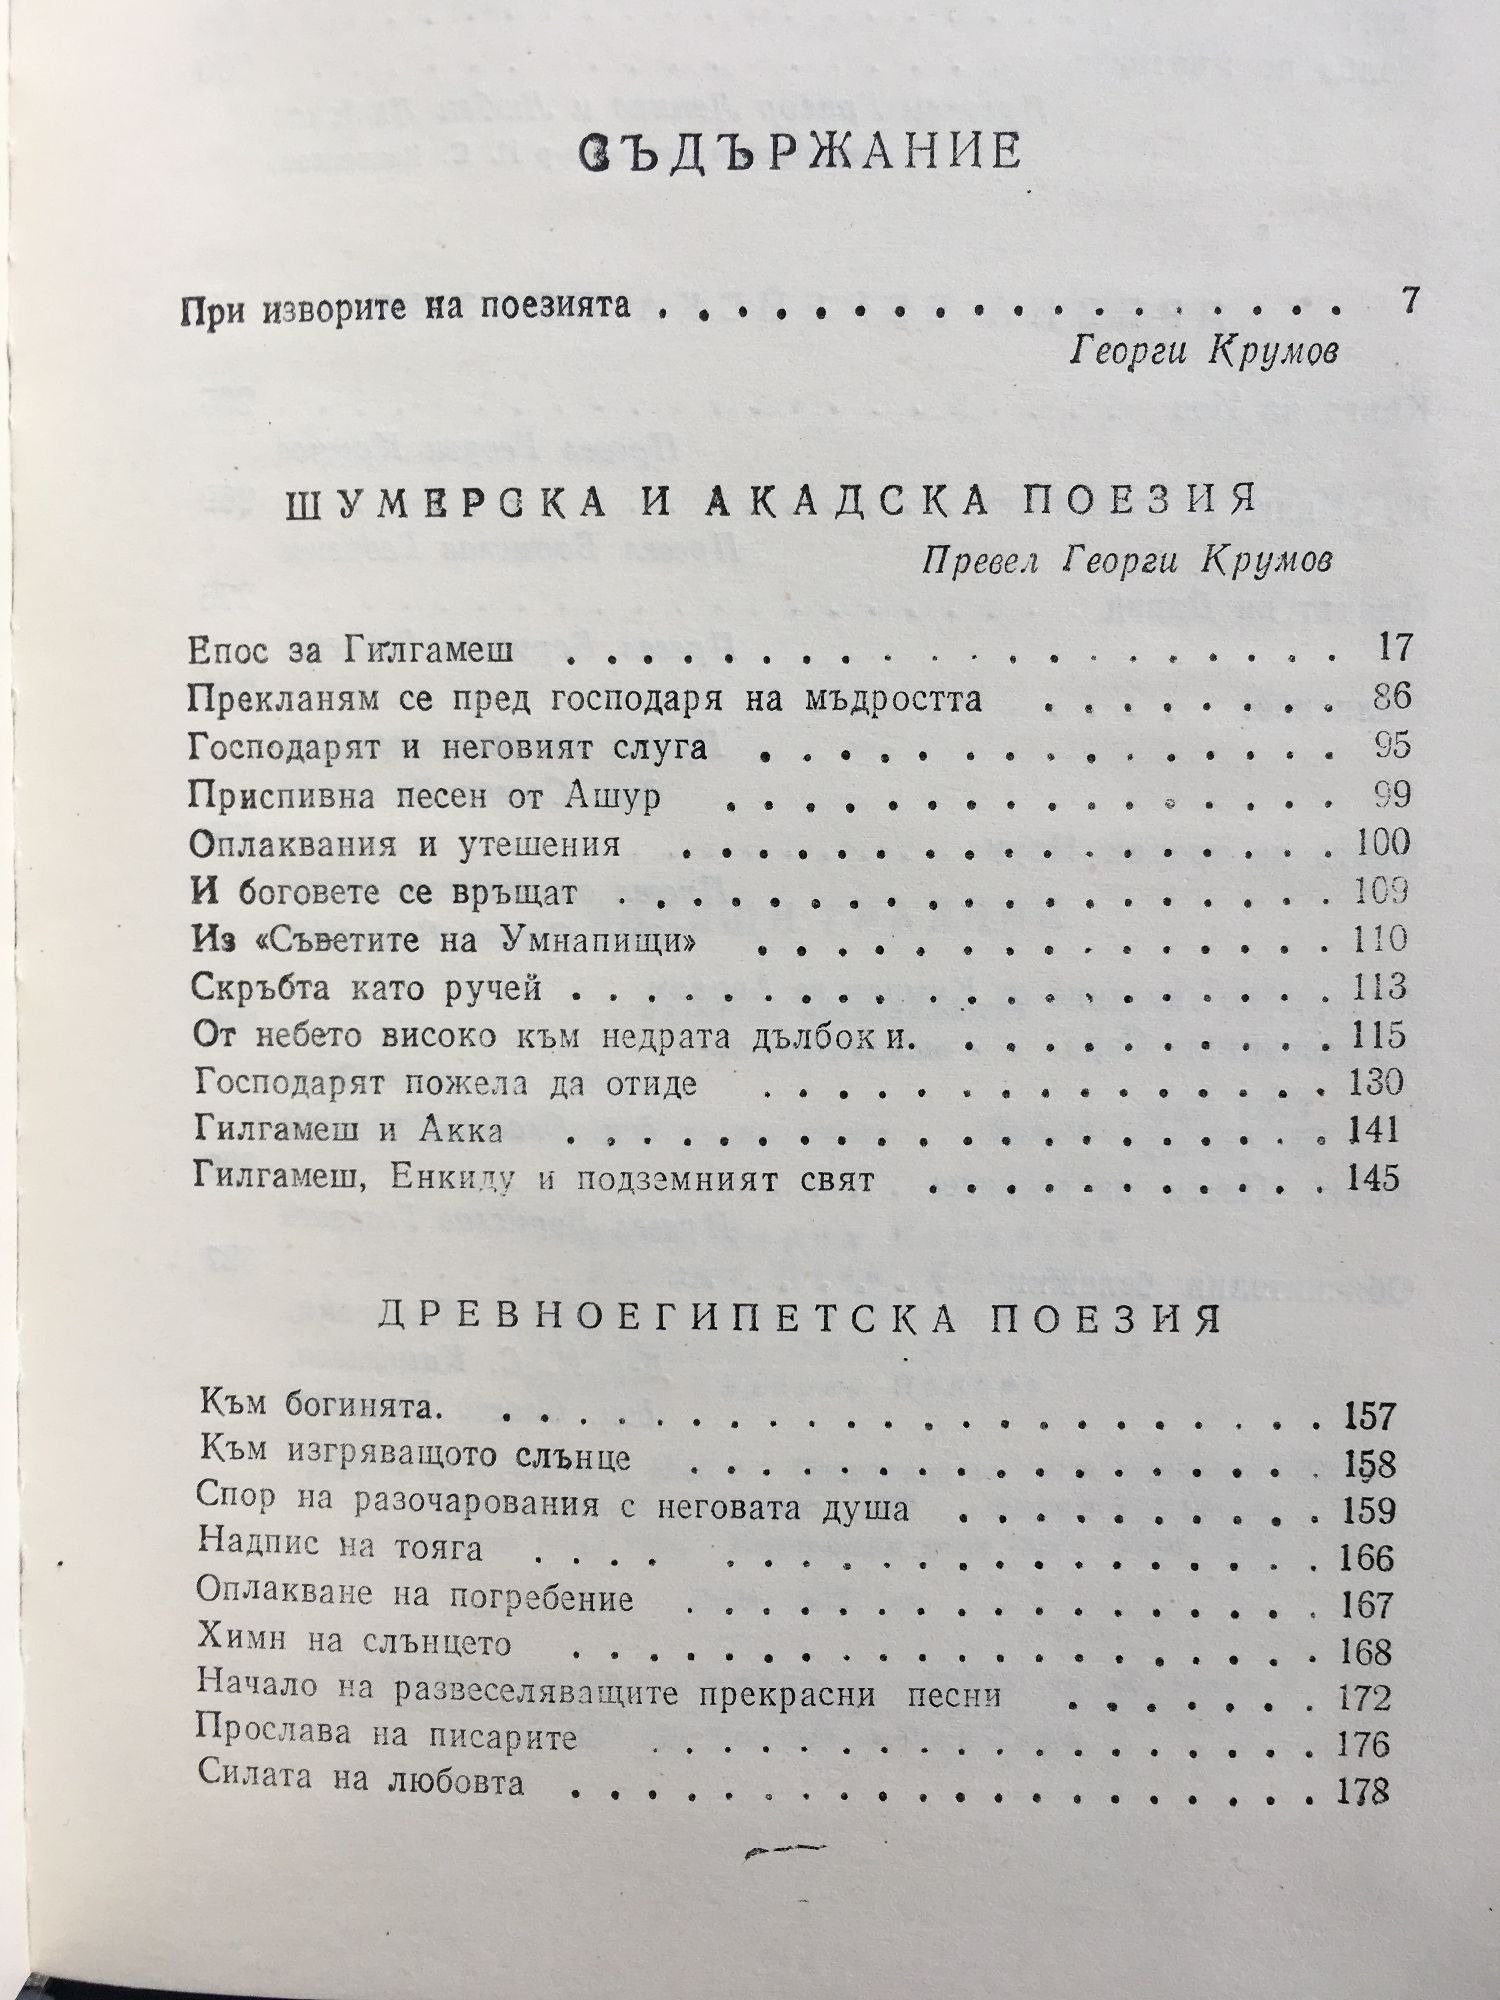 СЪДЪРЖАНИЕ
При изворите на поезията . . . . . . . . . . . . . . . . . . 7
Георги Крумов
ШУМЕРСКА И АКАДСКА ПОЕЗИЯ
Превел Георги Крумов
Епос за Гилгамеш . . . . . . . . . . . . . . . . . . . . . 17
Прекланям се пред господаря на мъдростта . . . . . . . . 86
Господарят и неговият слуга . . . . . . . . . . . . . . . 95
Приспивна песен от Ашур . . . . . . . . . . . . . . . . 99
Оплаквания и утешения . . . . . . . . . . . . . . . . . 100
И боговете се връщат . . . . . . . . . . . . . . . . . . . 109
Из «Съветите на Умнапищи» . . . . . . . . . . . . . . . 110
Скръбта като ручей . . . . . . . . . . . . . . . . . . . . 113
От небето високо към недрата дълбоки. . . . . . . . . . . 115
Господарят пожела да отиде . . . . . . . . . . . . . . . 130
Гилгамеш и Акка . . . . . . . . . . . . . . . . . . . . 141
Гилгамеш, Енкиду и подземният свят . . . . . . . . . . . 145
ДРЕВНОЕГИПЕТСКА ПОЕЗИЯ
Към богинята. . . . . . . . . . . . . . . . . . . . . . . 157
Към изгряващото слънце . . . . . . . . . . . . . . . . . 158
Спор на разочарования с неговата душа . . . . . . . . . . 159
Надпис на тояга . . . . . . . . . . . . . . . . . . . . 166
Оплакване на погребение . . . . . . . . . . . . . . . . . 167
Химн на слънцето . . . . . . . . . . . . . . . . . . . . 168
Начало на развеселяващите прекрасни песни . . . . . . . 172
Прослава на писарите . . . . . . . . . . . . . . . . . . 176
Силата на любовта . . . . . . . . . . . . . . . . . . . . 178